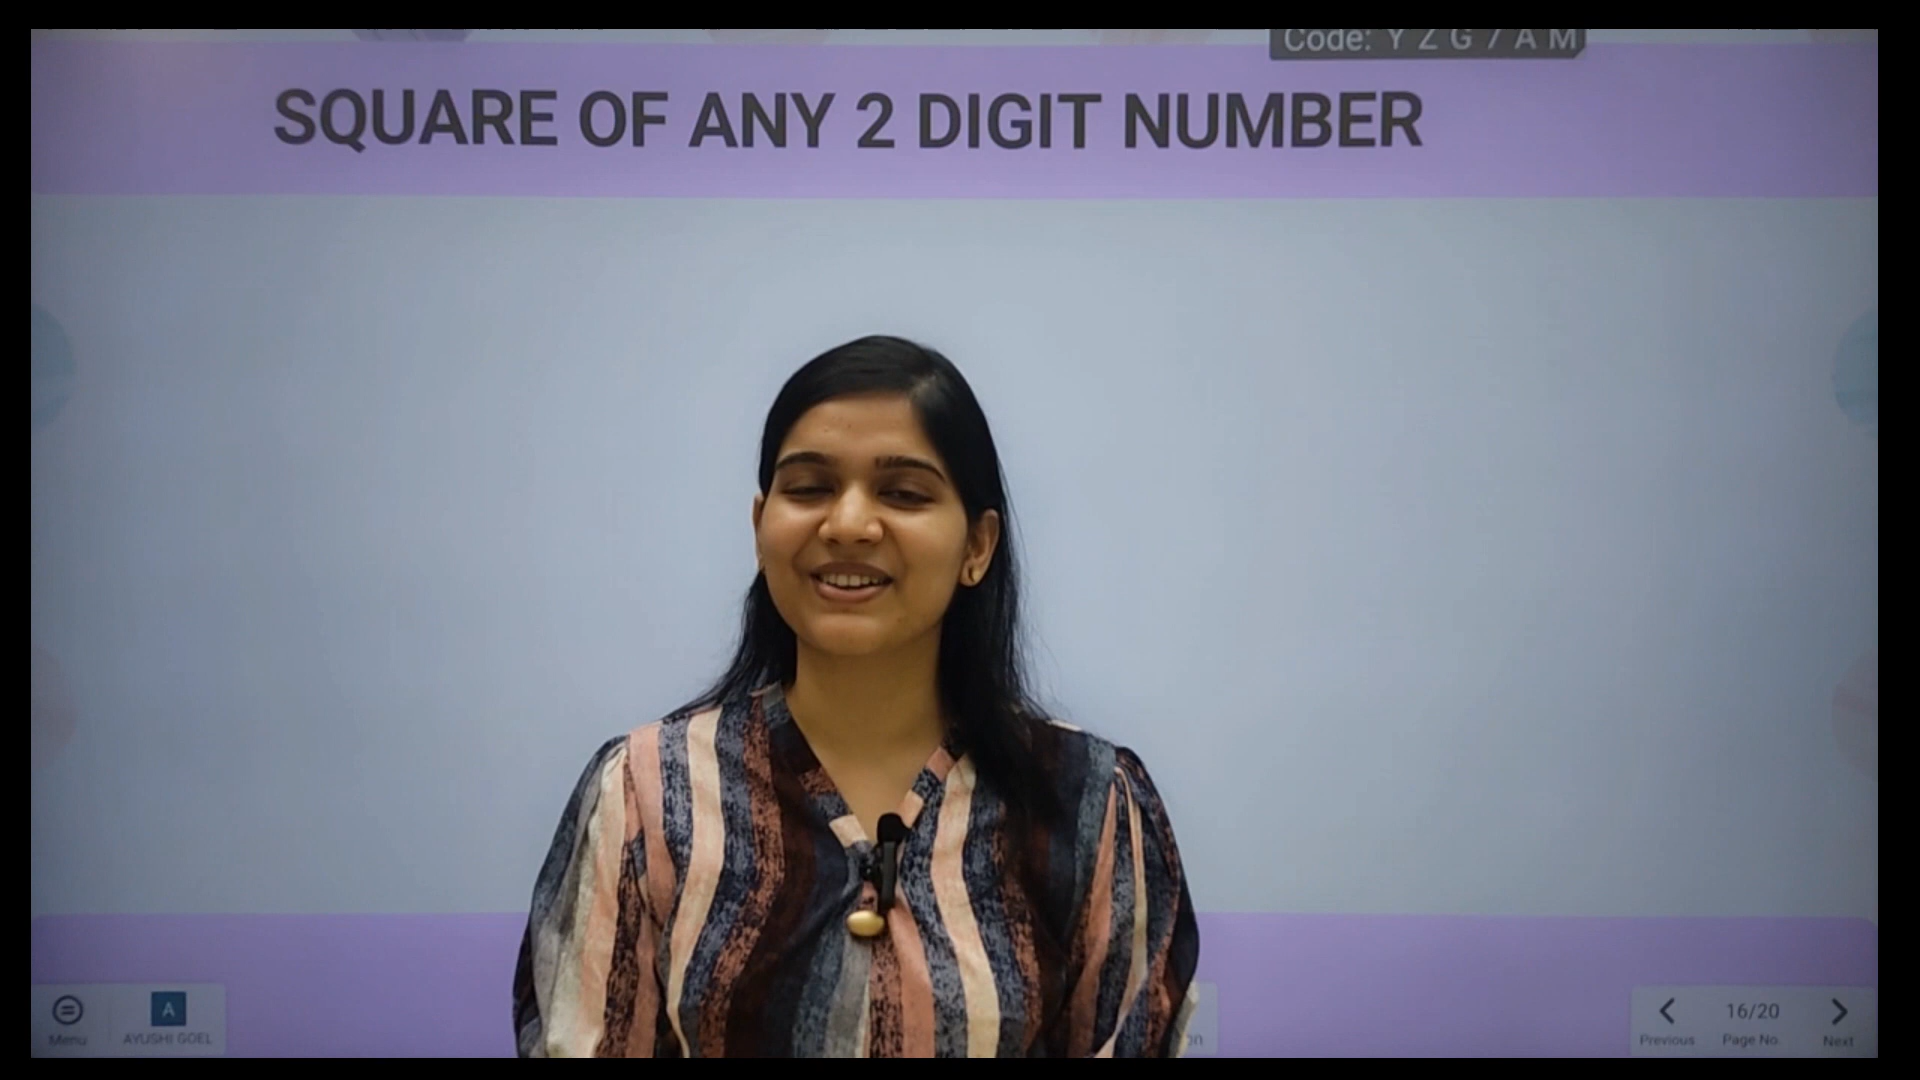 Code: Y Z G 7 A M
SQUARE OF ANY 2 DIGIT NUMBER
A
16/20
Menu
AYUSHI GOEL
Previous
Page No.
Next